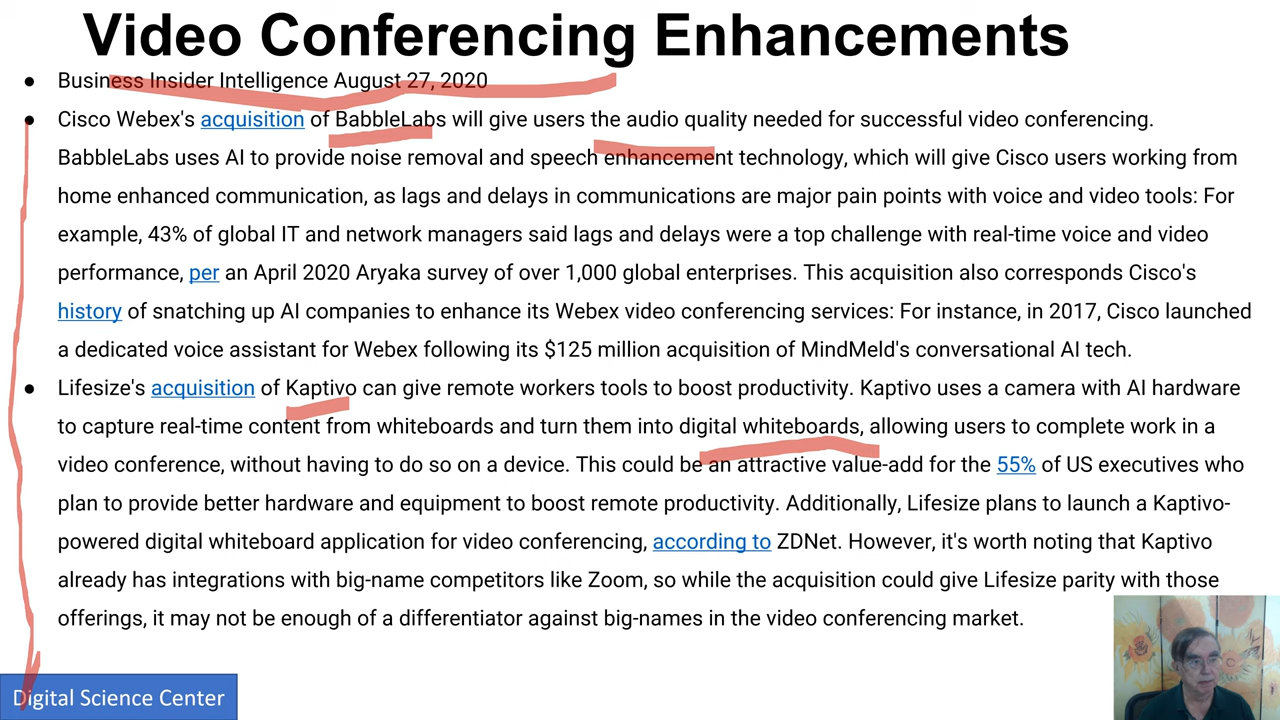 Video Conferencing Enhancements
● Business Insider Intelligence August 27, 2020
● Cisco Webex's acquisition of BabbleLabs will give users the audio quality needed for successful video conferencing.
BabbleLabs uses AI to provide noise removal and speech enhancement technology, which will give Cisco users working from
home enhanced communication, as lags and delays in communications are major pain points with voice and video tools: For
example, 43% of global IT and network managers said lags and delays were a top challenge with real-time voice and video
performance, per an April 2020 Aryaka survey of over 1,000 global enterprises. This acquisition also corresponds Cisco's
history of snatching up AI companies to enhance its Webex video conferencing services: For instance, in 2017, Cisco launched
a dedicated voice assistant for Webex following its $125 million acquisition of MindMeld's conversational AI tech.
● Lifesize's acquisition of Kaptivo can give remote workers tools to boost productivity. Kaptivo uses a camera with AI hardware
to capture real-time content from whiteboards and turn them into digital whiteboards, allowing users to complete work in a
video conference, without having to do so on a device. This could be an attractive value-add for the 55% of US executives who
plan to provide better hardware and equipment to boost remote productivity. Additionally, Lifesize plans to launch a Kaptivo-
powered digital whiteboard application for video conferencing, according to ZDNet. However, it's worth noting that Kaptivo
already has integrations with big-name competitors like Zoom, so while the acquisition could give Lifesize parity with those
offerings, it may not be enough of a differentiator against big-names in the video conferencing market.
Digital Science Center